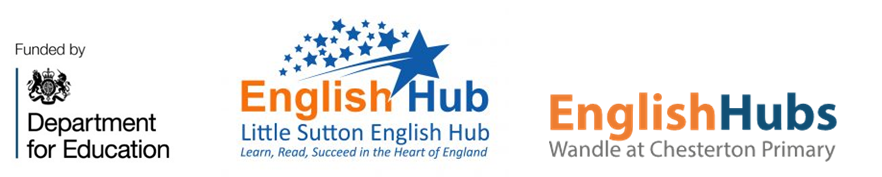 Funded by
Department
for Education
English Hub
Little Sutton English Hub
Learn, Read, Succeed in the Heart of England
EnglishHubs
Wandle at Chesterton Primary